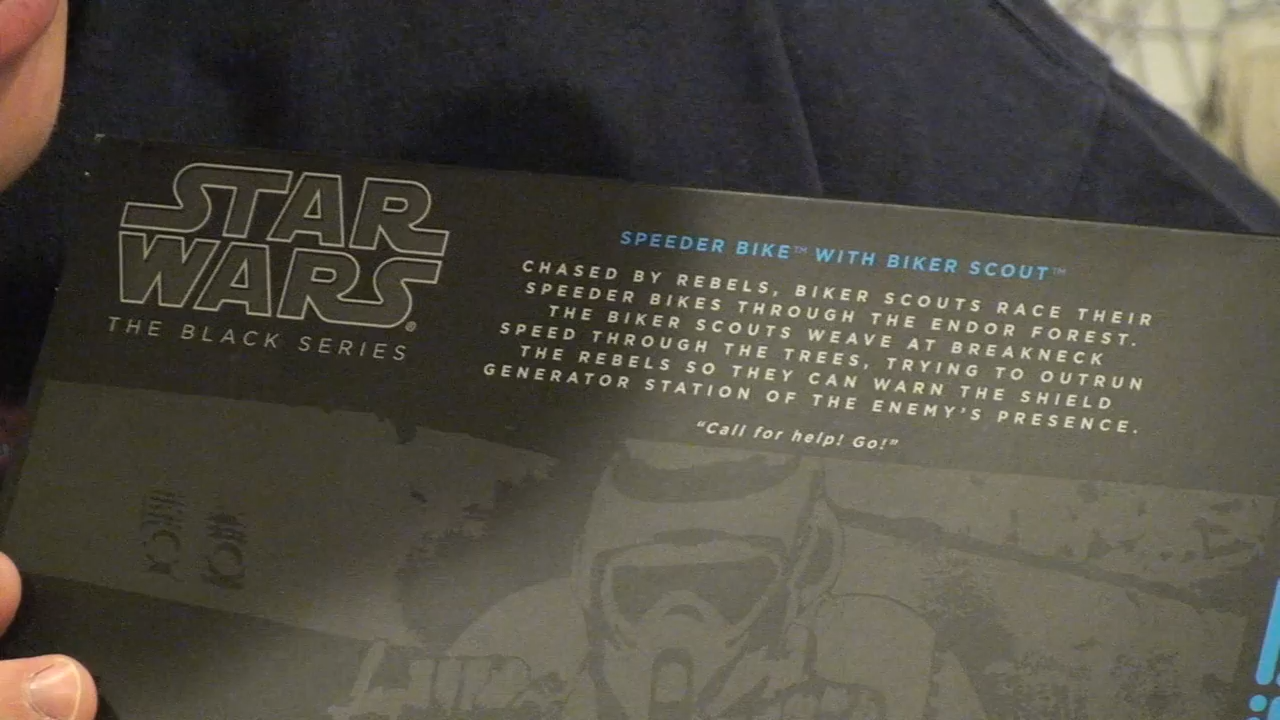 STAR
WARS®
THE BLACK SERIES
SPEEDER BIKE™ WITH BIKER SCOUT™
CHASED BY REBELS, BIKER SCOUTS RACE THEIR
SPEEDER BIKES THROUGH THE ENDOR FOREST.
THE BIKER SCOUTS WEAVE AT BREAKNECK
SPEED THROUGH THE TREES, TRYING TO OUTRUN
THE REBELS SO THEY CAN WARN THE SHIELD
GENERATOR STATION OF THE ENEMY'S PRESENCE.
“Call for help! Go!”